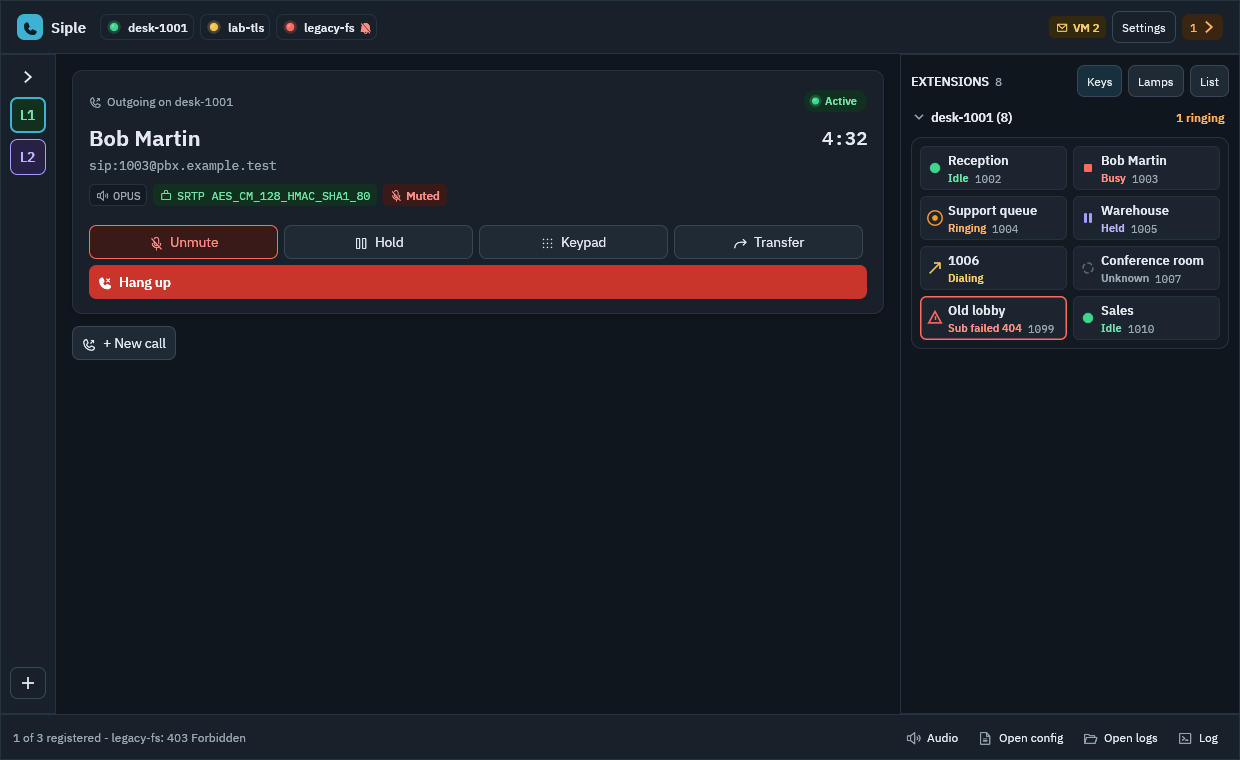 Siple desk-1001 lab-tls legacy-fs VM 2 Settings 1
L1
L2
Outgoing on desk-1001 Active
Bob Martin 4:32
sip:1003@pbx.example.test
OPUS SRTP AES_CM_128_HMAC_SHA1_80 Muted
Unmute Hold Keypad Transfer
Hang up
+ New call
EXTENSIONS 8 Keys Lamps List
desk-1001 (8) 1 ringing
Reception
Idle 1002
Bob Martin
Busy 1003
Support queue
Ringing 1004
Warehouse
Held 1005
1006
Dialing
Conference room
Unknown 1007
Old lobby
Sub failed 404 1099
Sales
Idle 1010
1 of 3 registered - legacy-fs: 403 Forbidden Audio Open config Open logs Log